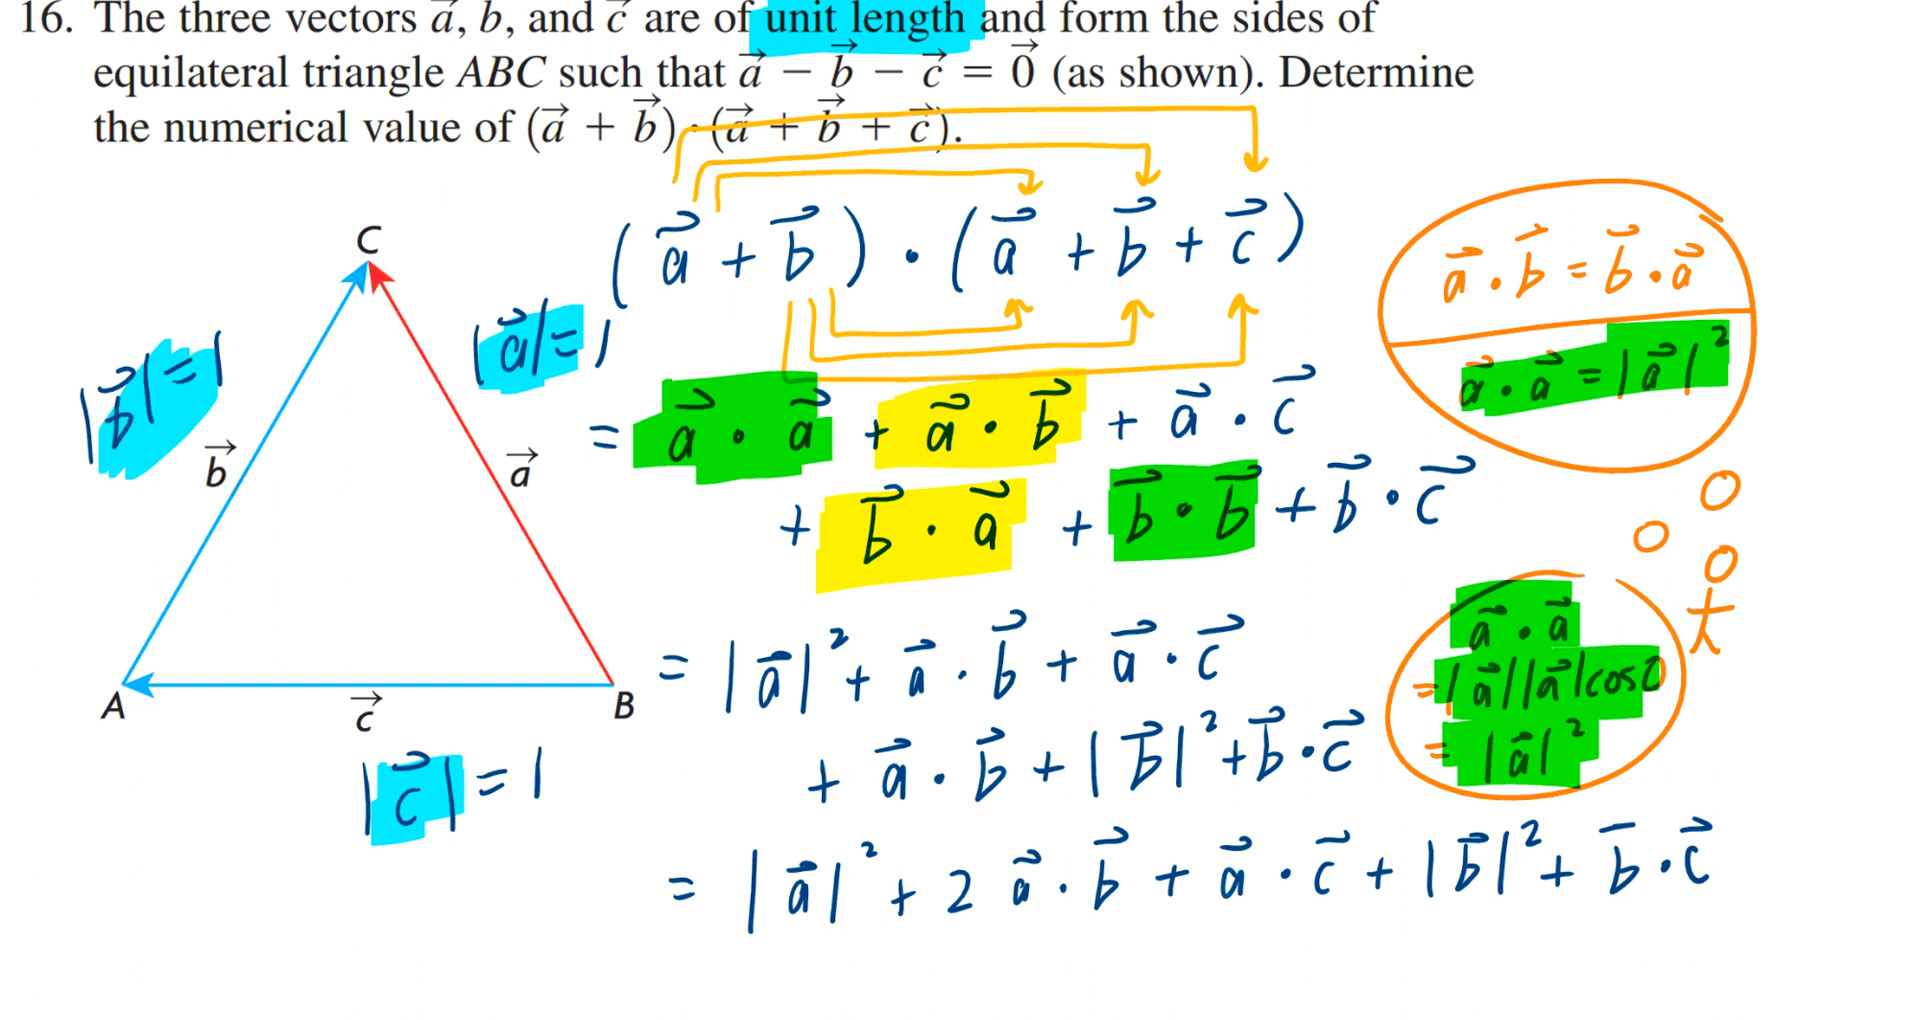 16. The three vectors a⃗, b⃗, and c⃗ are of unit length and form the sides of
equilateral triangle ABC such that a⃗ − b⃗ − c⃗ = 0⃗ (as shown). Determine
the numerical value of (a⃗ + b⃗) · (a⃗ + b⃗ + c⃗).
(a⃗ + b⃗) · (a⃗ + b⃗ + c⃗)
a⃗ · b⃗ = b⃗ · a⃗
a⃗ · a⃗ = |a⃗|²
C
|b⃗| = 1
|a⃗| = 1
b⃗
a⃗
A
B
c⃗
|c⃗| = 1
= a⃗ · a⃗ + a⃗ · b⃗ + a⃗ · c⃗
+ b⃗ · a⃗ + b⃗ · b⃗ + b⃗ · c⃗
= |a⃗|² + a⃗ · b⃗ + a⃗ · c⃗
+ a⃗ · b⃗ + |b⃗|² + b⃗ · c⃗
= |a⃗|² + 2 a⃗ · b⃗ + a⃗ · c⃗ + |b⃗|² + b⃗ · c⃗
a⃗ · a⃗
= |a⃗||a⃗|cos0
= |a⃗|²